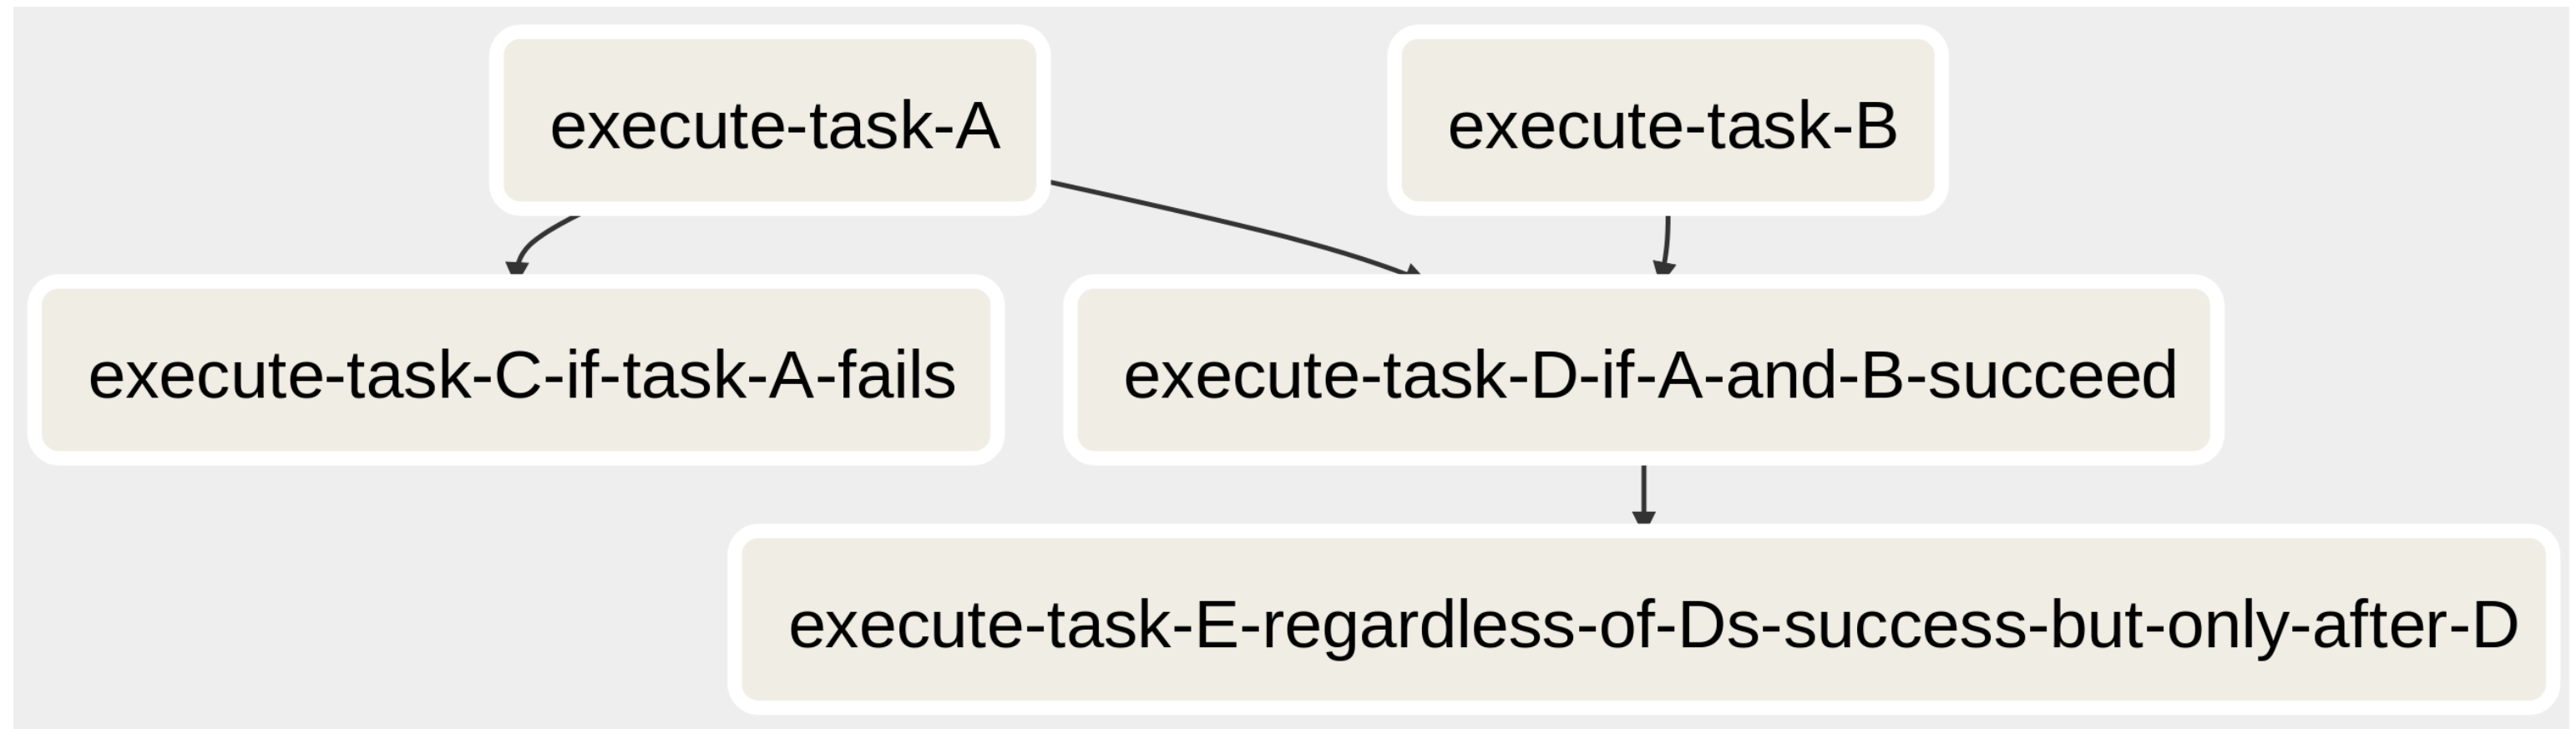 execute-task-A
execute-task-B
execute-task-C-if-task-A-fails
execute-task-D-if-A-and-B-succeed
execute-task-E-regardless-of-Ds-success-but-only-after-D